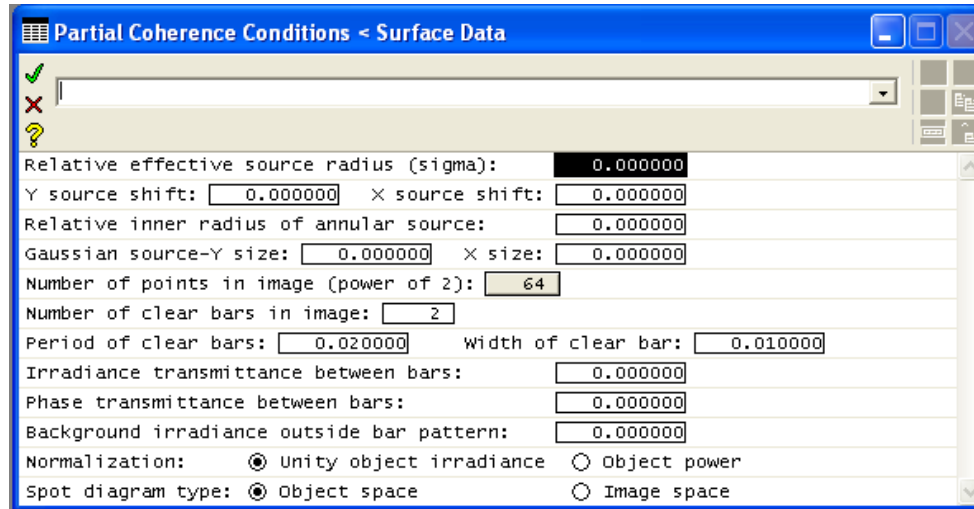 Partial Coherence Conditions < Surface Data
Relative effective source radius (sigma): 0.000000
Y source shift: 0.000000 X source shift: 0.000000
Relative inner radius of annular source: 0.000000
Gaussian source-Y size: 0.000000 X size: 0.000000
Number of points in image (power of 2): 64
Number of clear bars in image: 2
Period of clear bars: 0.020000 Width of clear bar: 0.010000
Irradiance transmittance between bars: 0.000000
Phase transmittance between bars: 0.000000
Background irradiance outside bar pattern: 0.000000
Normalization: Unity object irradiance Object power
Spot diagram type: Object space Image space